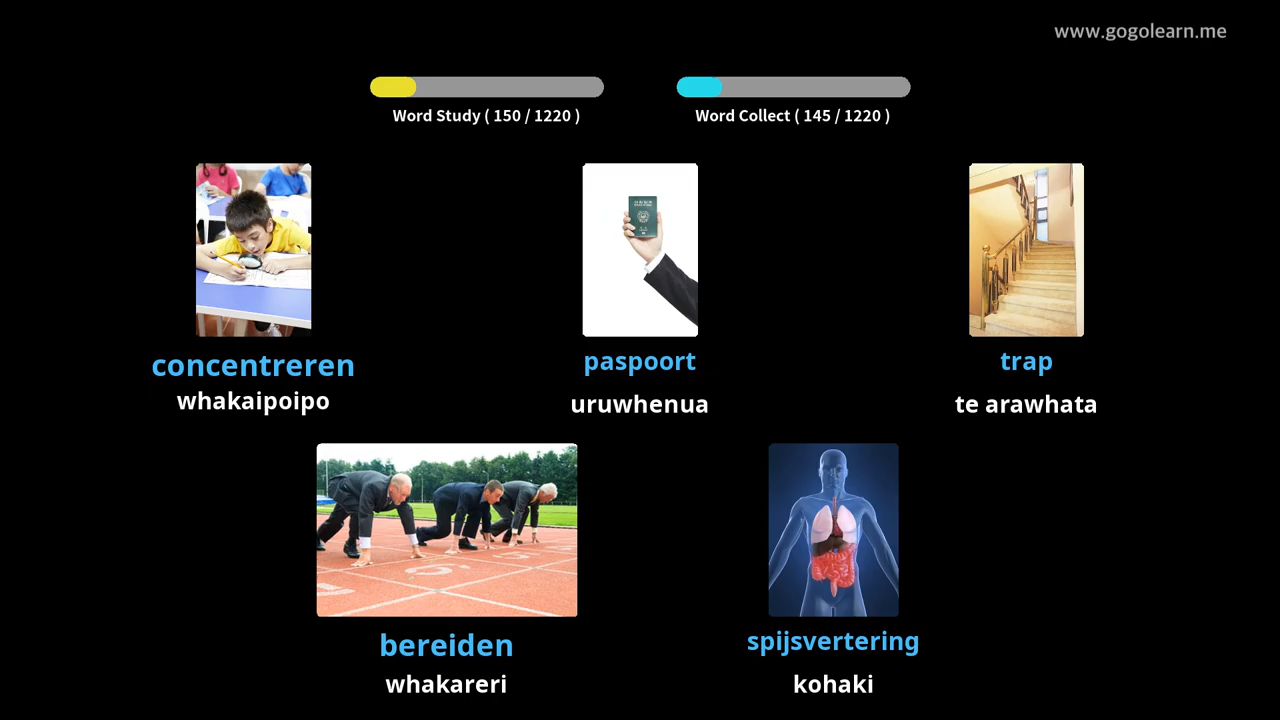 www.gogolearn.me
Word Study ( 150 / 1220 )
Word Collect ( 145 / 1220 )
concentreren
whakaipoipo
paspoort
uruwhenua
trap
te arawhata
bereiden
whakareri
spijsvertering
kohaki